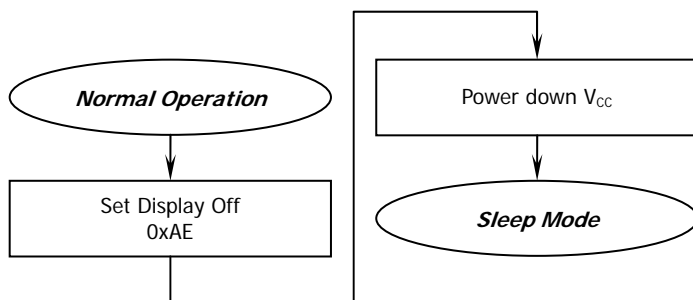 Normal Operation
Set Display Off
0xAE
Power down VCC
Sleep Mode